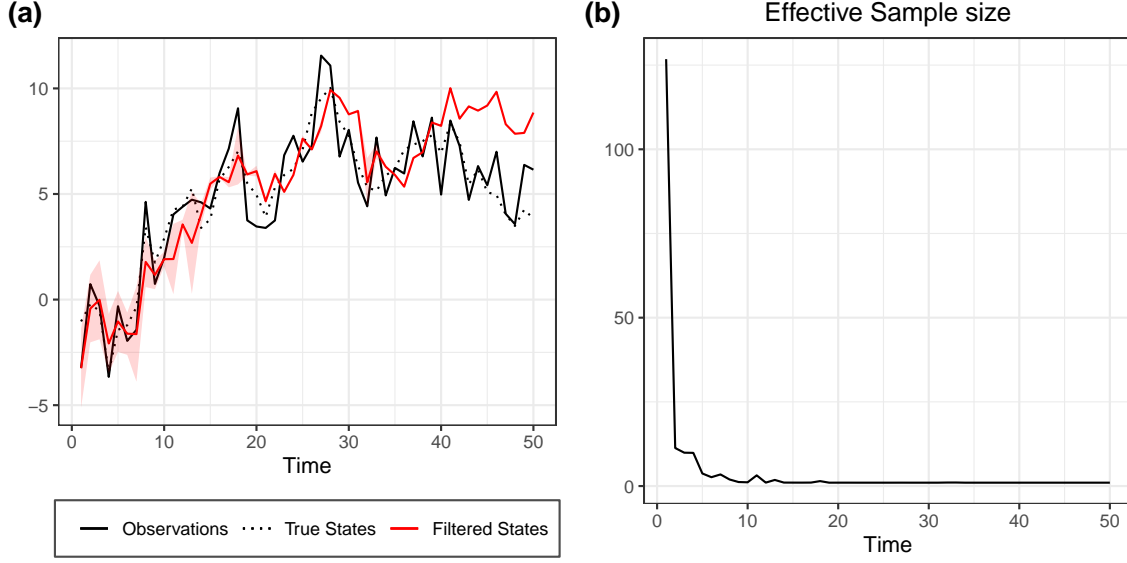 (a)
10
5
0
−5
0 10 20 30 40 50
Time
Observations True States Filtered States
(b)
Effective Sample size
100
50
0
0 10 20 30 40 50
Time